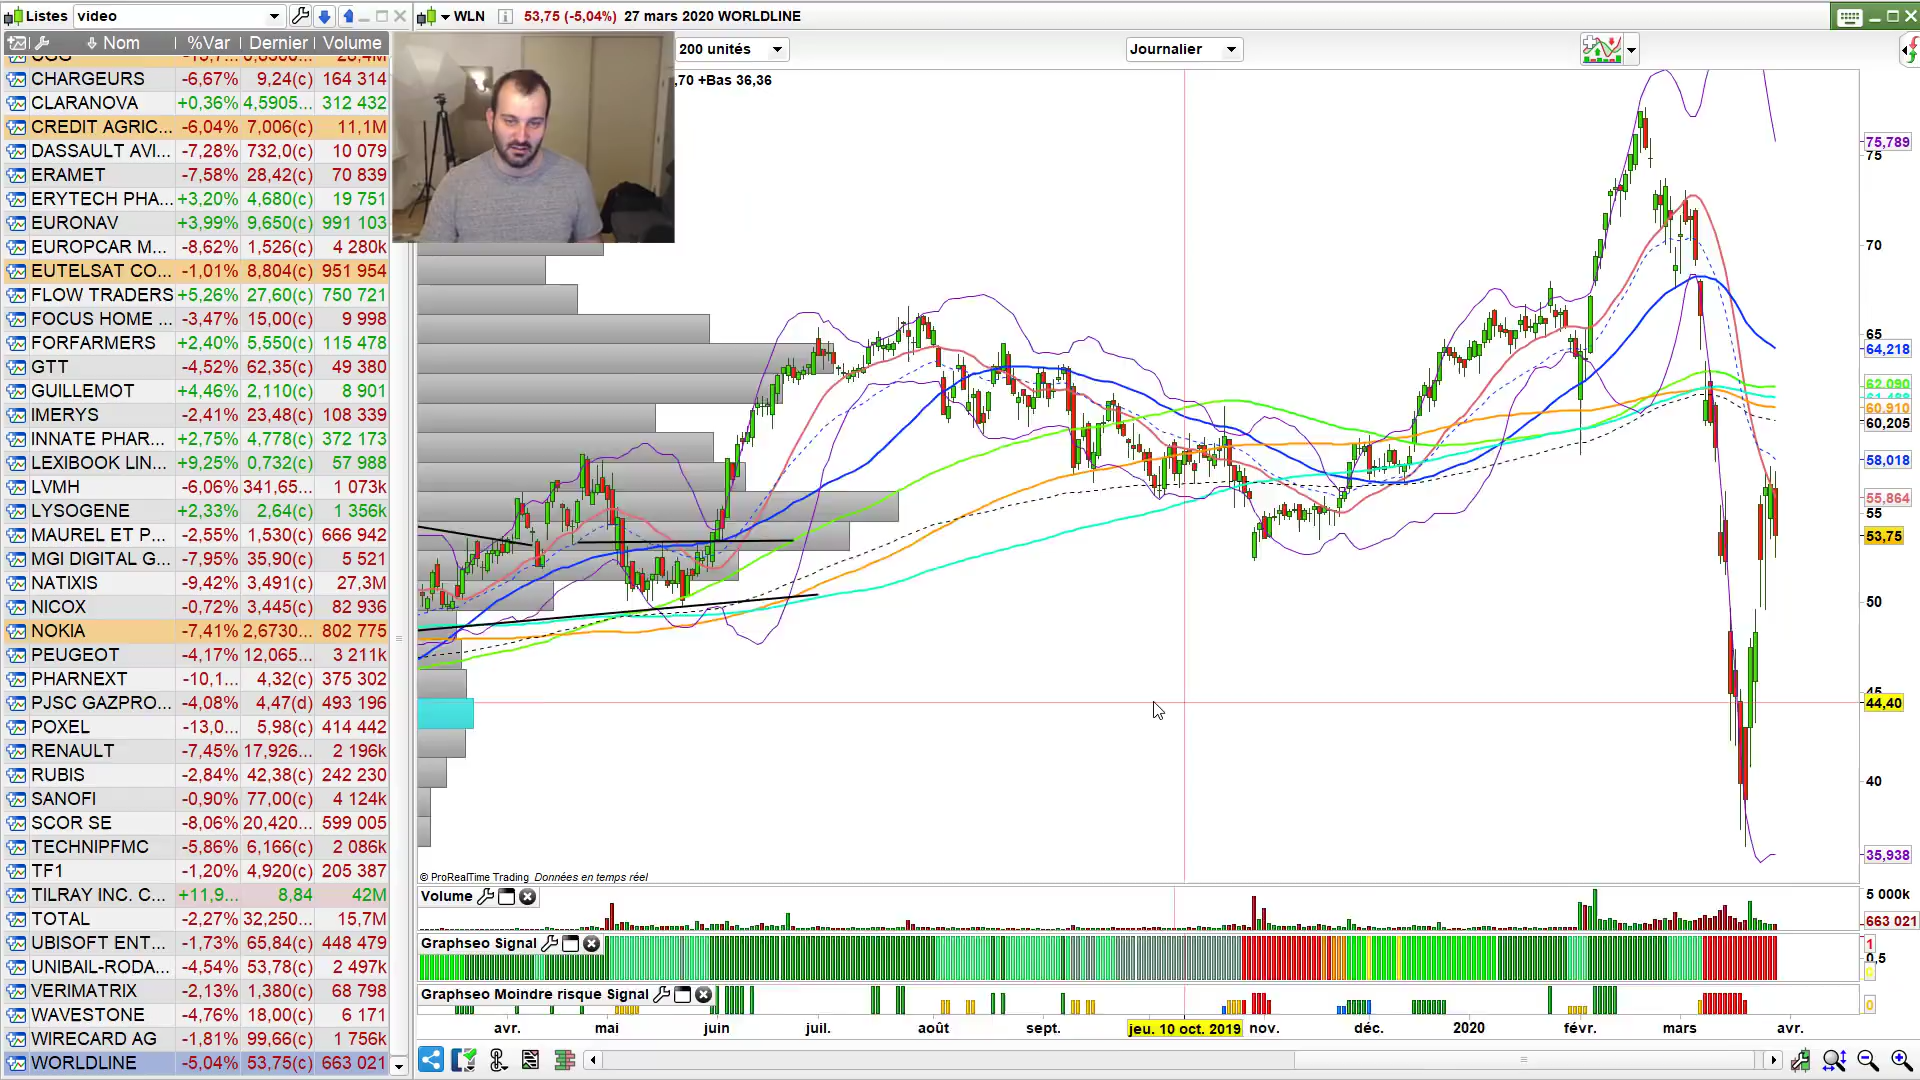 Listes video
WLN 53,75 (-5,04%) 27 mars 2020 WORLDLINE
Nom %Var Dernier Volume
200 unités
Journalier
,70 +Bas 36,36
CHARGEURS -6,67% 9,24(c) 164 314
CLARANOVA +0,36% 4,5905... 312 432
CREDIT AGRIC... -6,04% 7,006(c) 11,1M
DASSAULT AVI... -7,28% 732,0(c) 10 079
ERAMET -7,58% 28,42(c) 70 839
ERYTECH PHA... +3,20% 4,680(c) 19 751
EURONAV +3,99% 9,650(c) 991 103
EUROPCAR M... -8,62% 1,526(c) 4 280k
EUTELSAT CO... -1,01% 8,804(c) 951 954
FLOW TRADERS +5,26% 27,60(c) 750 721
FOCUS HOME ... -3,47% 15,00(c) 9 998
FORFARMERS +2,40% 5,550(c) 115 478
GTT -4,52% 62,35(c) 49 380
GUILLEMOT +4,46% 2,110(c) 8 901
IMERYS -2,41% 23,48(c) 108 339
INNATE PHAR... +2,75% 4,778(c) 372 173
LEXIBOOK LIN... +9,25% 0,732(c) 57 988
LVMH -6,06% 341,65... 1 073k
LYSOGENE +2,33% 2,64(c) 1 356k
MAUREL ET P... -2,55% 1,530(c) 666 942
MGI DIGITAL G... -7,95% 35,90(c) 5 521
NATIXIS -9,42% 3,491(c) 27,3M
NICOX -0,72% 3,445(c) 82 936
NOKIA -7,41% 2,6730... 802 775
PEUGEOT -4,17% 12,065... 3 211k
PHARNEXT -10,1... 4,32(c) 375 302
PJSC GAZPRO... -4,08% 4,47(d) 493 196
POXEL -13,0... 5,98(c) 414 442
RENAULT -7,45% 17,926... 2 196k
RUBIS -2,84% 42,38(c) 242 230
SANOFI -0,90% 77,00(c) 4 124k
SCOR SE -8,06% 20,420... 599 005
TECHNIPFMC -5,86% 6,166(c) 2 086k
TF1 -1,20% 4,920(c) 205 387
TILRAY INC. C... +11,9... 8,84 42M
TOTAL -2,27% 32,250... 15,7M
UBISOFT ENT... -1,73% 65,84(c) 448 479
UNIBAIL-RODA... -4,54% 53,78(c) 2 497k
VERIMATRIX -2,13% 1,380(c) 68 798
WAVESTONE -4,76% 18,00(c) 6 171
WIRECARD AG -1,81% 99,66(c) 1 756k
WORLDLINE -5,04% 53,75(c) 663 021
75,789
75
70
65
64,218
62,090
60,910
60,205
58,018
55,864
55
53,75
50
44,40
40
35,938
© ProRealTime Trading Données en temps réel
Volume
5 000k
663 021
Graphseo Signal
1
0,5
0
Graphseo Moindre risque Signal
0
avr. mai juin juil. août sept. jeu. 10 oct. 2019 nov. déc. 2020 févr. mars avr.